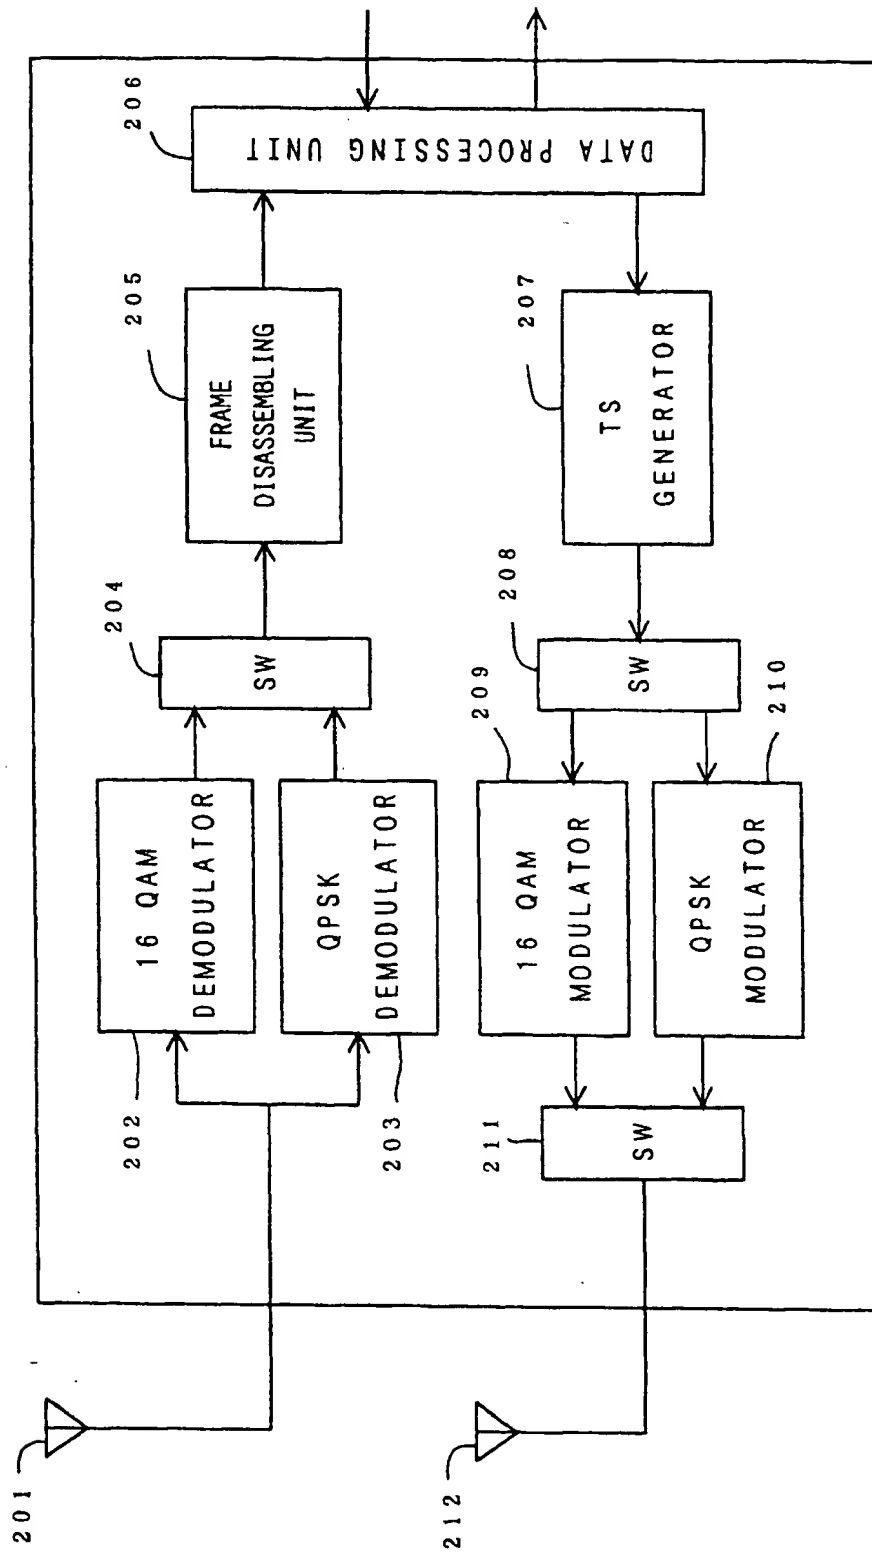 201
202
16 QAM
DEMODULATOR
203
QPSK
DEMODULATOR
204
SW
205
FRAME
DISASSEMBLING
UNIT
206
DATA PROCESSING UNIT
207
TS
GENERATOR
208
SW
209
16 QAM
MODULATOR
210
QPSK
MODULATOR
211
SW
212